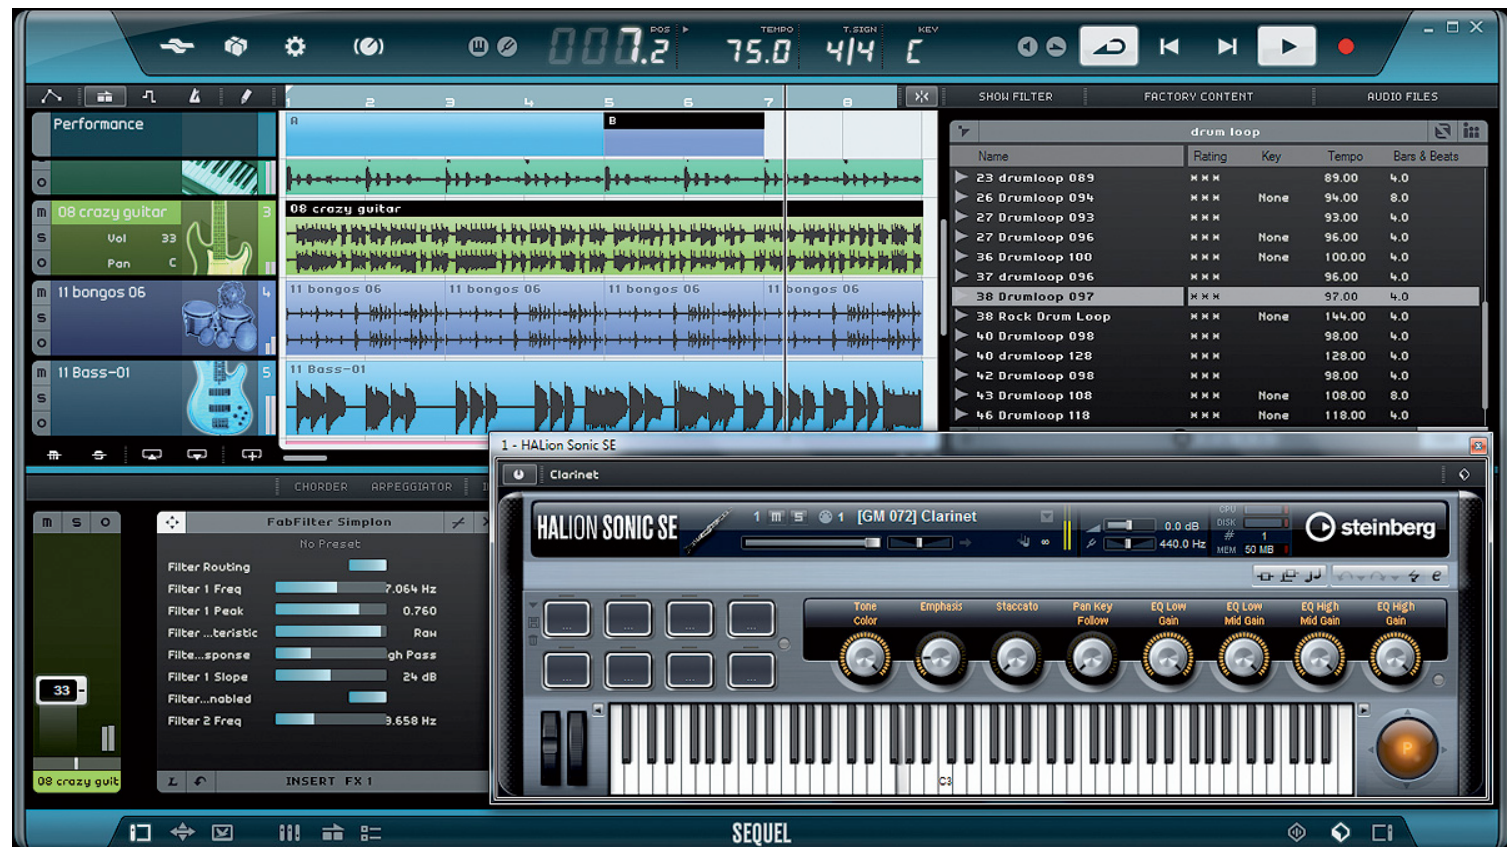 POS TEMPO T.SIGN KEY
7.2 75.0 4|4 C
1 2 3 4 5 6 7 8
SHOW FILTER FACTORY CONTENT AUDIO FILES
Performance
A B
drum loop
Name Rating Key Tempo Bars & Beats
23 drumloop 089 89.00 4.0
26 Drumloop 094 None 94.00 8.0
27 Drumloop 093 93.00 4.0
27 Drumloop 096 None 96.00 4.0
36 Drumloop 100 None 100.00 4.0
37 drumloop 096 96.00 4.0
38 Drumloop 097 97.00 4.0
38 Rock Drum Loop None 144.00 4.0
40 Drumloop 098 98.00 4.0
40 drumloop 128 128.00 4.0
42 Drumloop 098 98.00 4.0
43 Drumloop 108 None 108.00 8.0
46 Drumloop 118 None 118.00 4.0
O
M 08 crazy guitar 3
S Vol 33
O Pan C
08 crazy guitar
M 11 bongos 06 4
S
O
11 bongos 06 11 bongos 06 11 bongos 06 11 bongos 06
M 11 Bass-01 5
S
O
11 Bass-01
CHORDER ARPEGGIATOR
M S O
FabFilter Simplon
No Preset
Filter Routing
Filter 1 Freq 7.064 Hz
Filter 1 Peak 0.760
Filter ...teristic Raw
Filte...sponse gh Pass
Filter 1 Slope 24 dB
Filter...nabled
Filter 2 Freq 9.658 Hz
33
08 crazy guit
L INSERT FX 1
1 - HALion Sonic SE
Clarinet
HALION SONIC SE
1 M S 1 [GM 072] Clarinet
0.0 dB
440.0 Hz
CPU
DISK
# 1
MEM 50 MB
steinberg
e
Tone Color
Emphasis
Staccato
Pan Key Follow
EQ Low Gain
EQ Low Mid Gain
EQ High Mid Gain
EQ High Gain
C3
P
SEQUEL